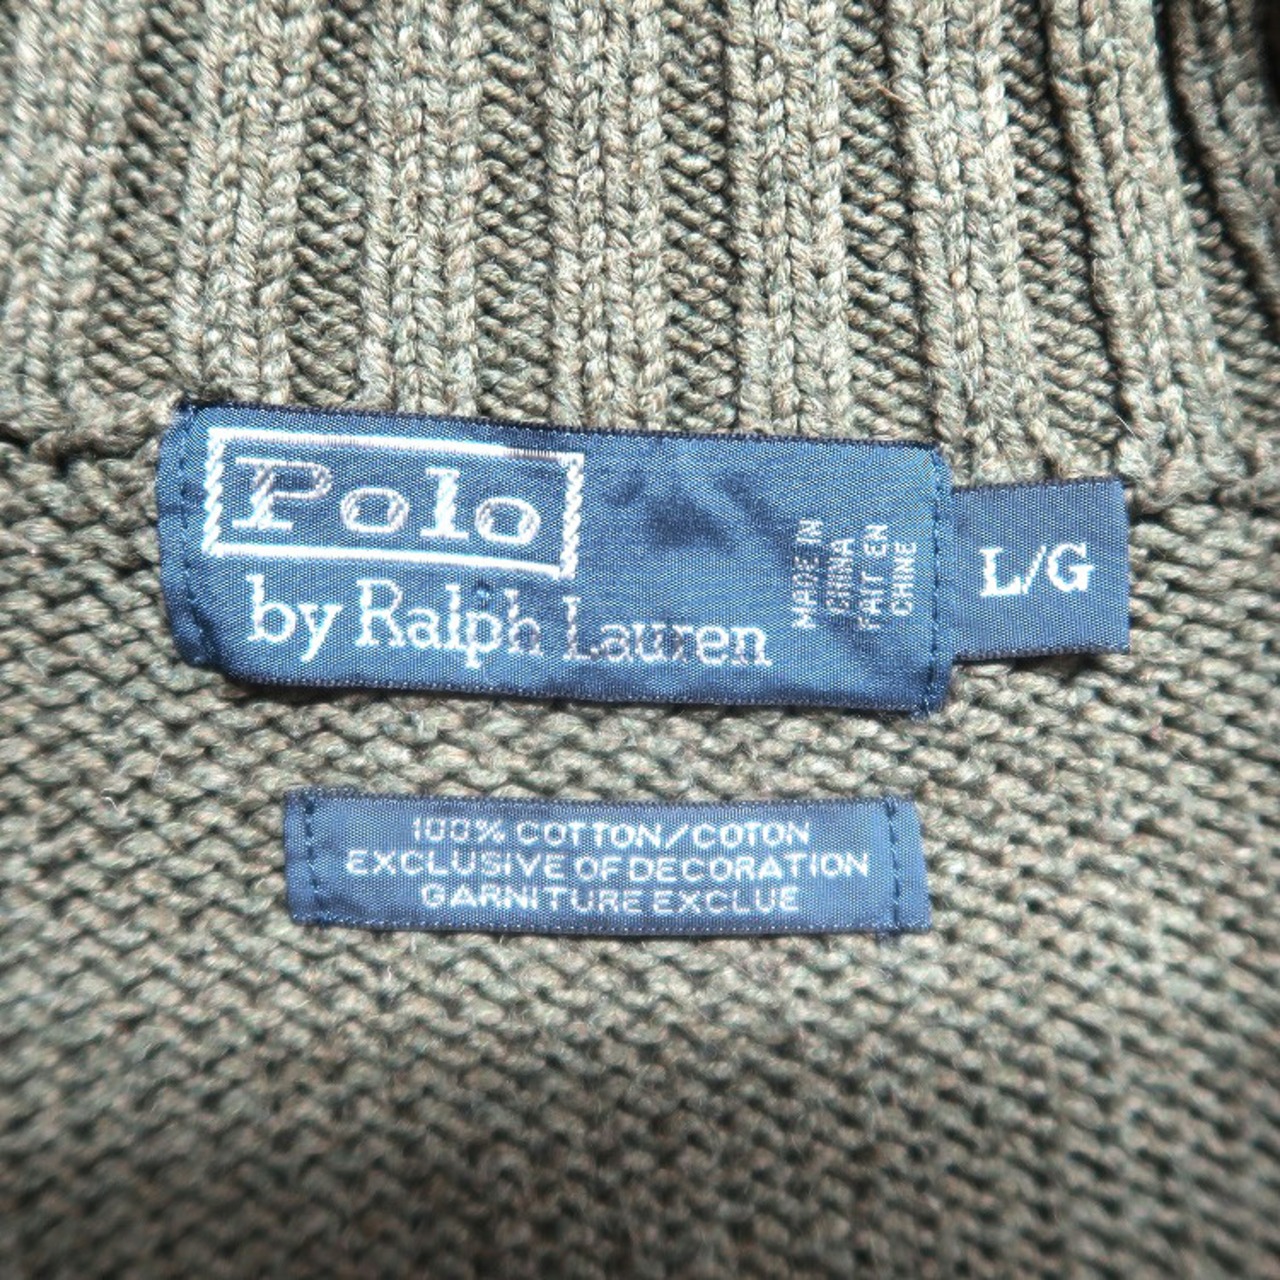 Polo
by Ralph Lauren
MADE IN
CHINA
FAIT EN
CHINE
L/G
100% COTTON/COTON
EXCLUSIVE OF DECORATION
GARNITURE EXCLUE